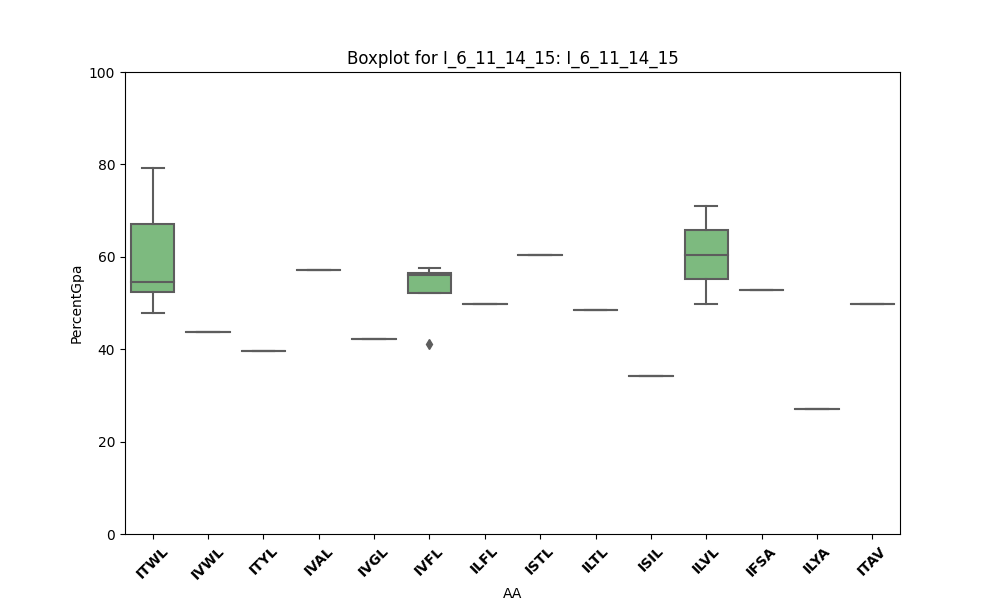 Boxplot for I_6_11_14_15: I_6_11_14_15
PercentGpa
100
80
60
40
20
0
ITWL IVWL ITYL IVAL IVGL IVFL ILFL ISTL ILTL ISIL ILVL IFSA ILYA ITAV
AA